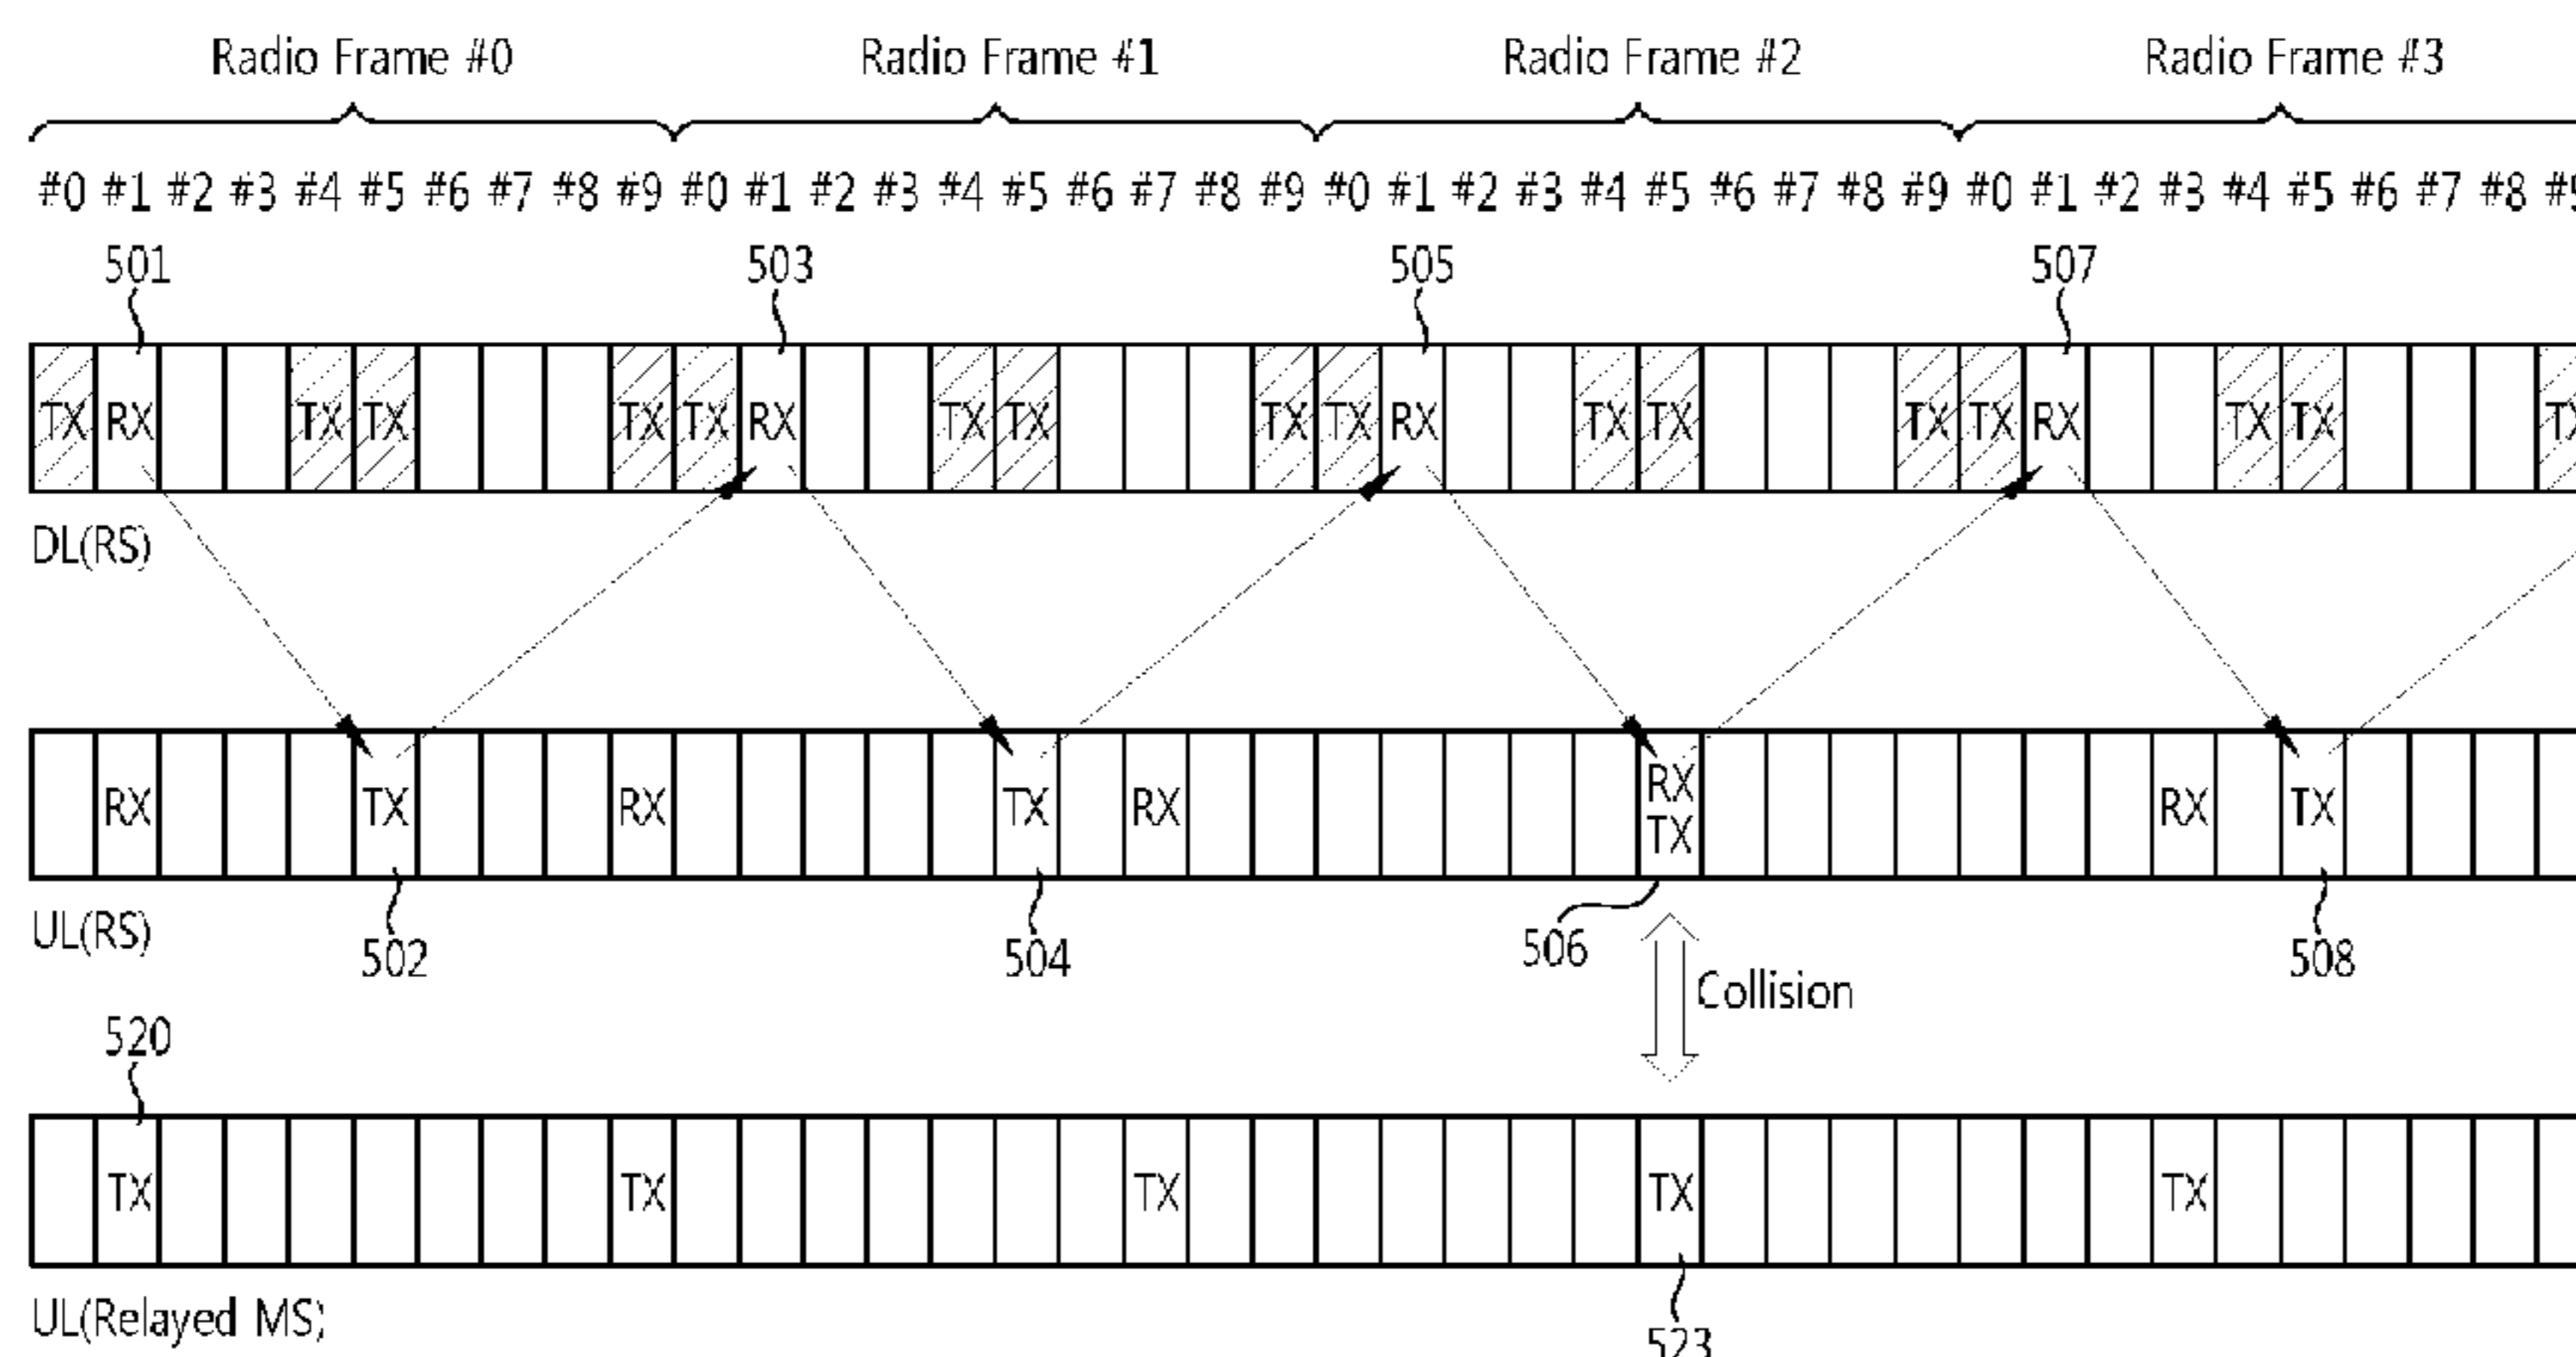 Radio Frame #0 Radio Frame #1 Radio Frame #2 Radio Frame #3
#0 #1 #2 #3 #4 #5 #6 #7 #8 #9 #0 #1 #2 #3 #4 #5 #6 #7 #8 #9 #0 #1 #2 #3 #4 #5 #6 #7 #8 #9 #0 #1 #2 #3 #4 #5 #6 #7 #8
501 503 505 507
TX RX TX TX TX TX RX TX TX TX TX RX TX TX TX TX RX TX TX
DL(RS)
RX TX RX TX RX RX RX TX
TX
UL(RS)
502 504 506 508
Collision
520
TX TX TX TX TX
UL(Relayed MS)
523